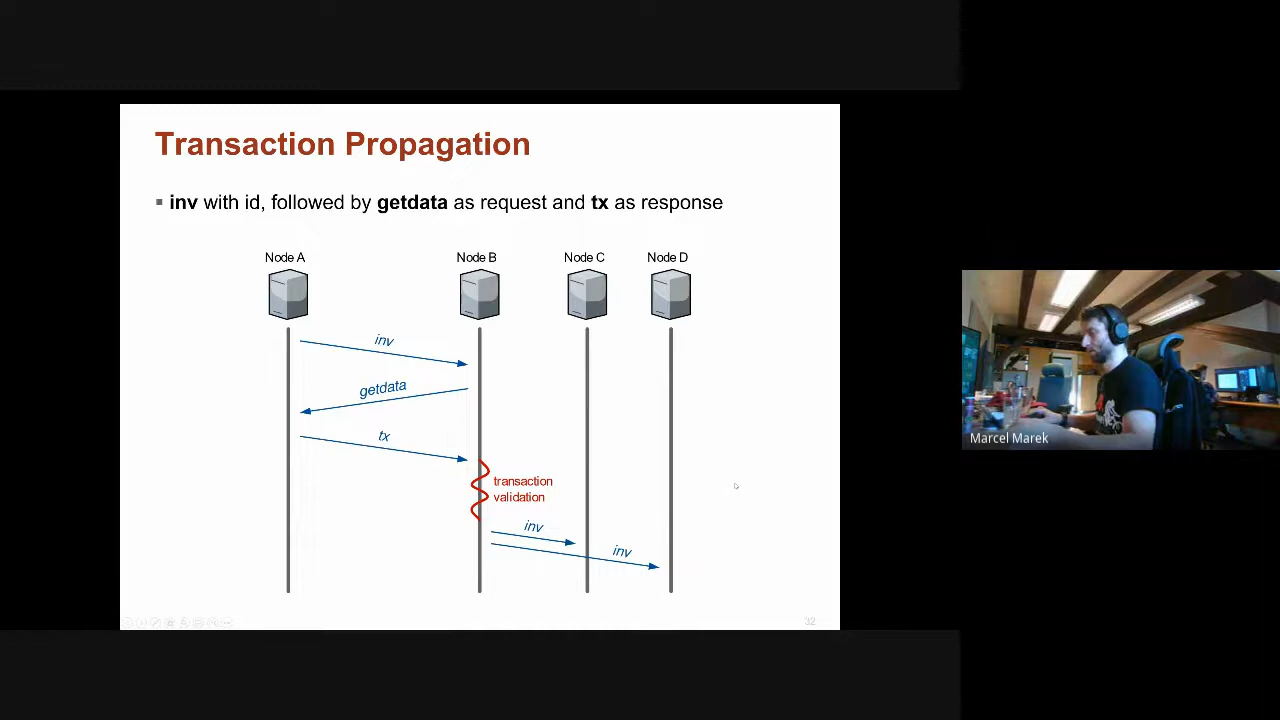 Transaction Propagation
inv with id, followed by getdata as request and tx as response
Node A
Node B
Node C
Node D
inv
getdata
tx
transaction
validation
inv
inv
32
Marcel Marek